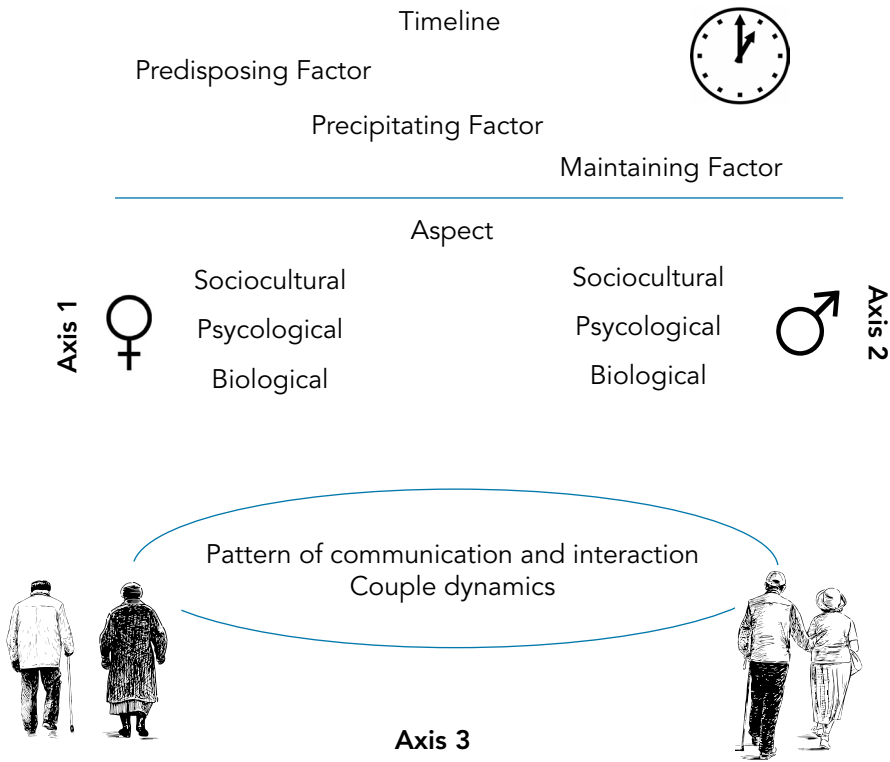 Timeline
Predisposing Factor
Precipitating Factor
Maintaining Factor
Aspect
Axis 1
Sociocultural
Psycological
Biological
Sociocultural
Psycological
Biological
Axis 2
Pattern of communication and interaction
Couple dynamics
Axis 3